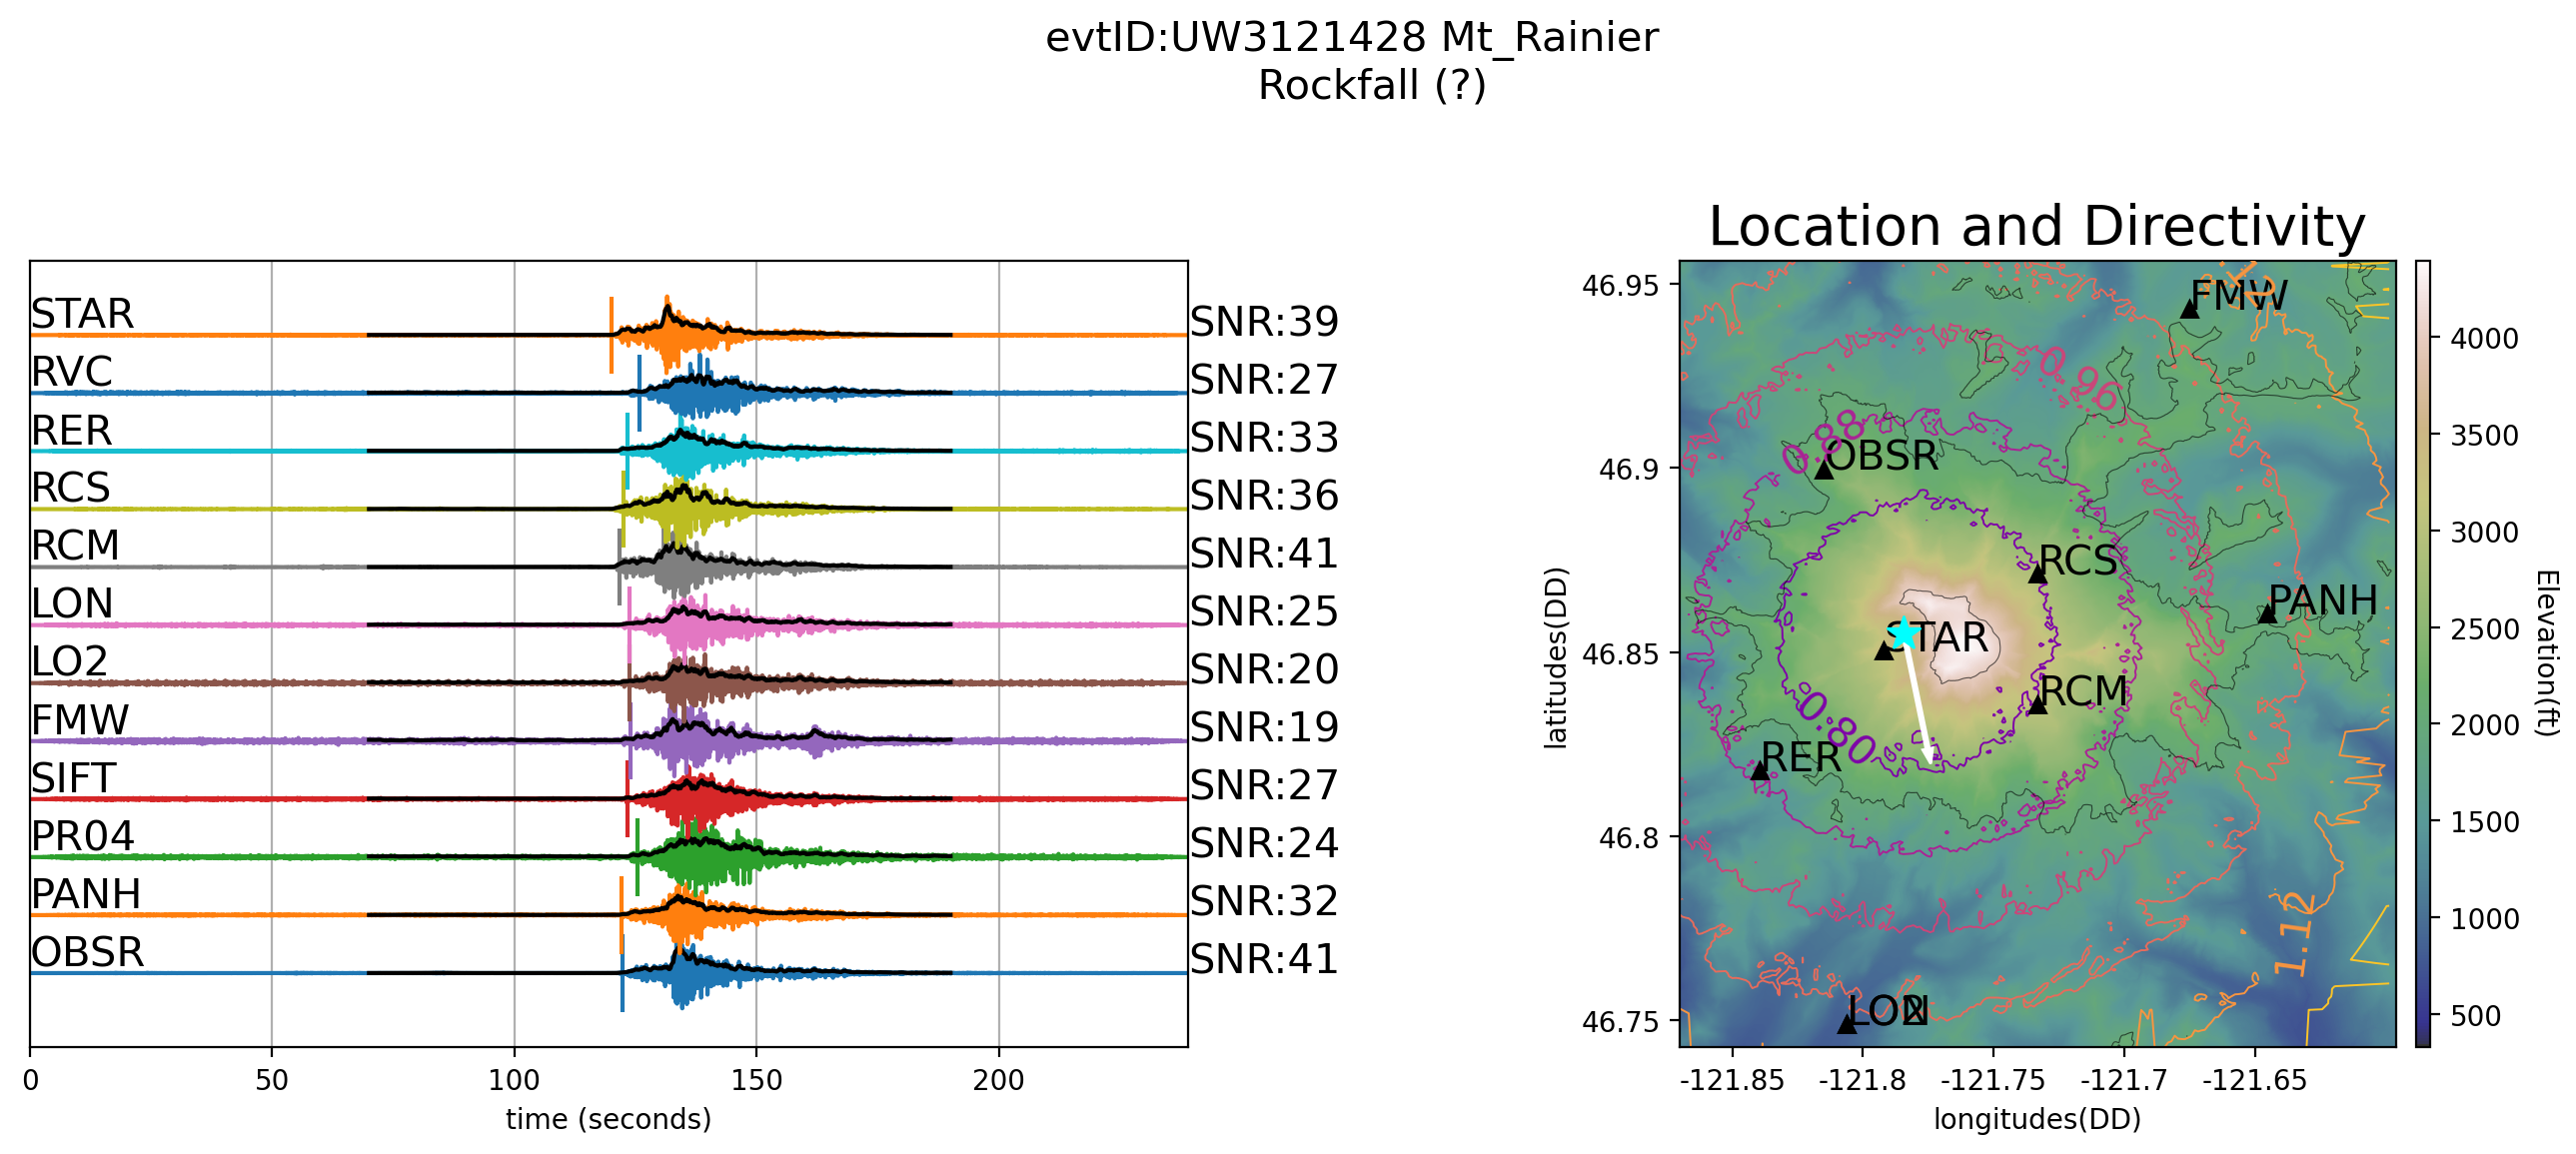 evtID:UW3121428 Mt_Rainier
Rockfall (?)
STAR
RVC
RER
RCS
RCM
LON
LO2
FMW
SIFT
PR04
PANH
OBSR
SNR:39
SNR:27
SNR:33
SNR:36
SNR:41
SNR:25
SNR:20
SNR:19
SNR:27
SNR:24
SNR:32
SNR:41
0
50
100
150
200
time (seconds)
Location and Directivity
46.95
46.9
46.85
46.8
46.75
latitudes(DD)
FMW
0.96
0.88
OBSR
RCS
PANH
STAR
RCM
0.80
RER
1.12
-121.85
-121.8
-121.75
-121.7
-121.65
longitudes(DD)
4000
3500
3000
2500
2000
1500
1000
500
Elevation(ft)